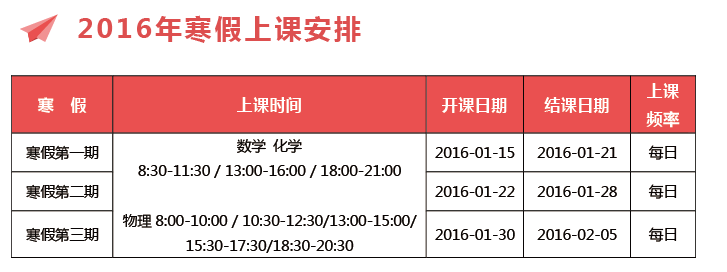 2016年寒假上课安排
寒 假 上课时间 开课日期 结课日期 上课
频率
寒假第一期 数学 化学
8:30-11:30 / 13:00-16:00 / 18:00-21:00 2016-01-15 2016-01-21 每日
寒假第二期 2016-01-22 2016-01-28 每日
寒假第三期 物理 8:00-10:00 / 10:30-12:30/13:00-15:00/
15:30-17:30/18:30-20:30 2016-01-30 2016-02-05 每日